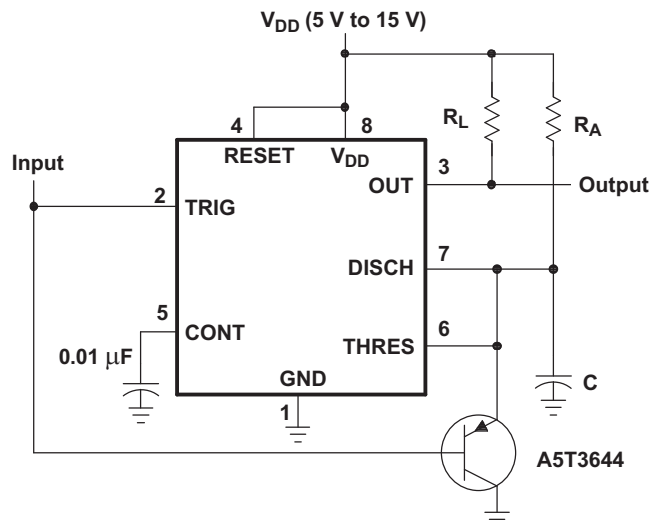 VDD (5 V to 15 V)
4
8
RL
RA
RESET
VDD
Input
3
OUT
Output
2
TRIG
7
DISCH
5
CONT
6
THRES
0.01 μF
GND
C
1
A5T3644